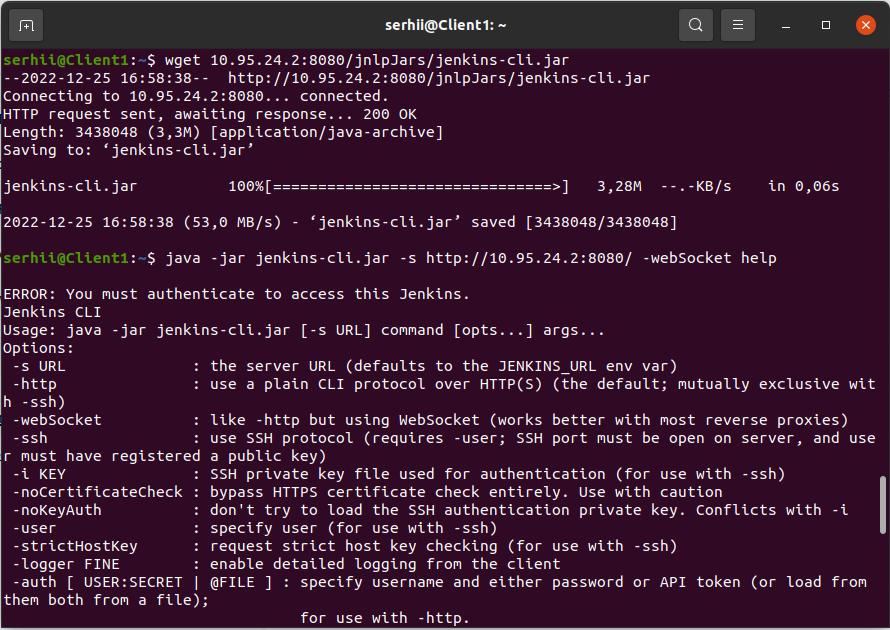 serhii@Client1: ~
serhii@Client1:~$ wget 10.95.24.2:8080/jnlpJars/jenkins-cli.jar
--2022-12-25 16:58:38--  http://10.95.24.2:8080/jnlpJars/jenkins-cli.jar
Connecting to 10.95.24.2:8080... connected.
HTTP request sent, awaiting response... 200 OK
Length: 3438048 (3,3M) [application/java-archive]
Saving to: ‘jenkins-cli.jar’
jenkins-cli.jar          100%[===============================>]   3,28M  --.-KB/s    in 0,06s
2022-12-25 16:58:38 (53,0 MB/s) - ‘jenkins-cli.jar’ saved [3438048/3438048]
serhii@Client1:~$ java -jar jenkins-cli.jar -s http://10.95.24.2:8080/ -webSocket help
ERROR: You must authenticate to access this Jenkins.
Jenkins CLI
Usage: java -jar jenkins-cli.jar [-s URL] command [opts...] args...
Options:
 -s URL              : the server URL (defaults to the JENKINS_URL env var)
 -http               : use a plain CLI protocol over HTTP(S) (the default; mutually exclusive wit
h -ssh)
 -webSocket          : like -http but using WebSocket (works better with most reverse proxies)
 -ssh                : use SSH protocol (requires -user; SSH port must be open on server, and use
r must have registered a public key)
 -i KEY              : SSH private key file used for authentication (for use with -ssh)
 -noCertificateCheck : bypass HTTPS certificate check entirely. Use with caution
 -noKeyAuth          : don't try to load the SSH authentication private key. Conflicts with -i
 -user               : specify user (for use with -ssh)
 -strictHostKey      : request strict host key checking (for use with -ssh)
 -logger FINE        : enable detailed logging from the client
 -auth [ USER:SECRET | @FILE ] : specify username and either password or API token (or load from
them both from a file);
                                 for use with -http.